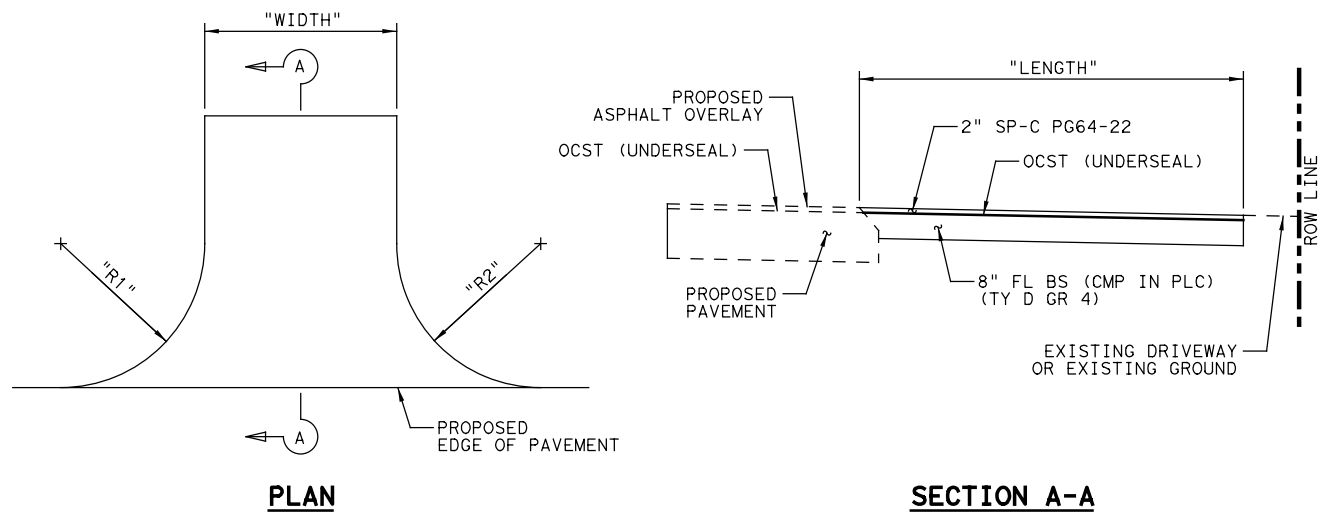 "WIDTH"
A
"R1"
"R2"
A
PROPOSED
EDGE OF PAVEMENT
PLAN
"LENGTH"
PROPOSED
ASPHALT OVERLAY
2" SP-C PG64-22
OCST (UNDERSEAL)
OCST (UNDERSEAL)
ROW LINE
8" FL BS (CMP IN PLC)
(TY D GR 4)
PROPOSED
PAVEMENT
EXISTING DRIVEWAY
OR EXISTING GROUND
SECTION A-A